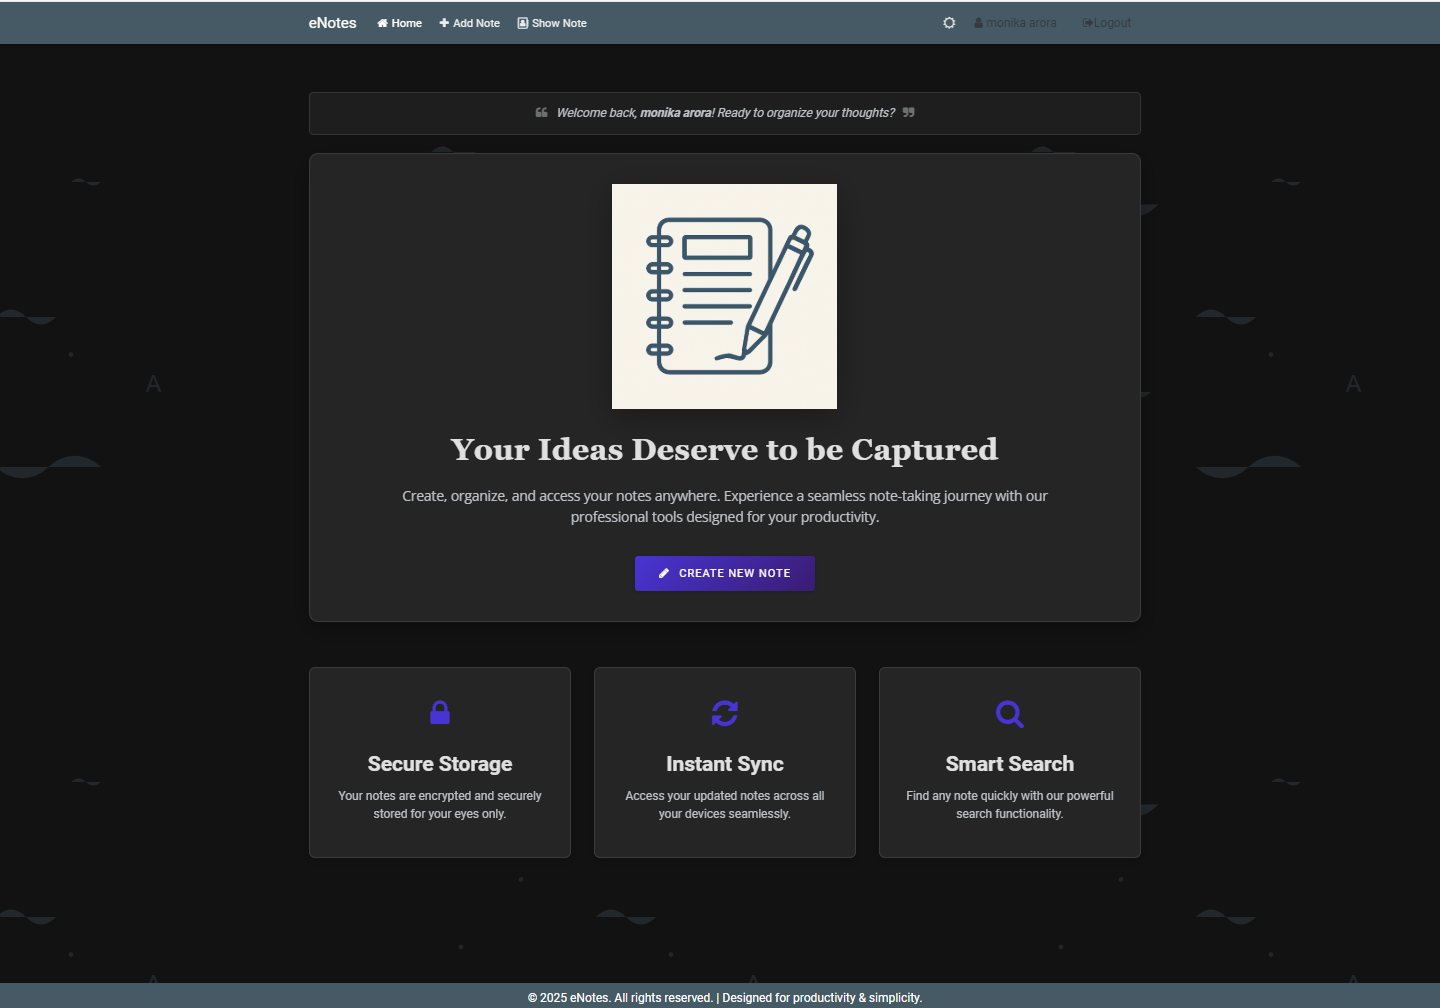 eNotes Home Add Note Show Note monika arora Logout
“ Welcome back, monika arora! Ready to organize your thoughts? ”
Your Ideas Deserve to be Captured
Create, organize, and access your notes anywhere. Experience a seamless note-taking journey with our
professional tools designed for your productivity.
CREATE NEW NOTE
Secure Storage
Your notes are encrypted and securely
stored for your eyes only.
Instant Sync
Access your updated notes across all
your devices seamlessly.
Smart Search
Find any note quickly with our powerful
search functionality.
A
A
A
A
A
© 2025 eNotes. All rights reserved. | Designed for productivity & simplicity.